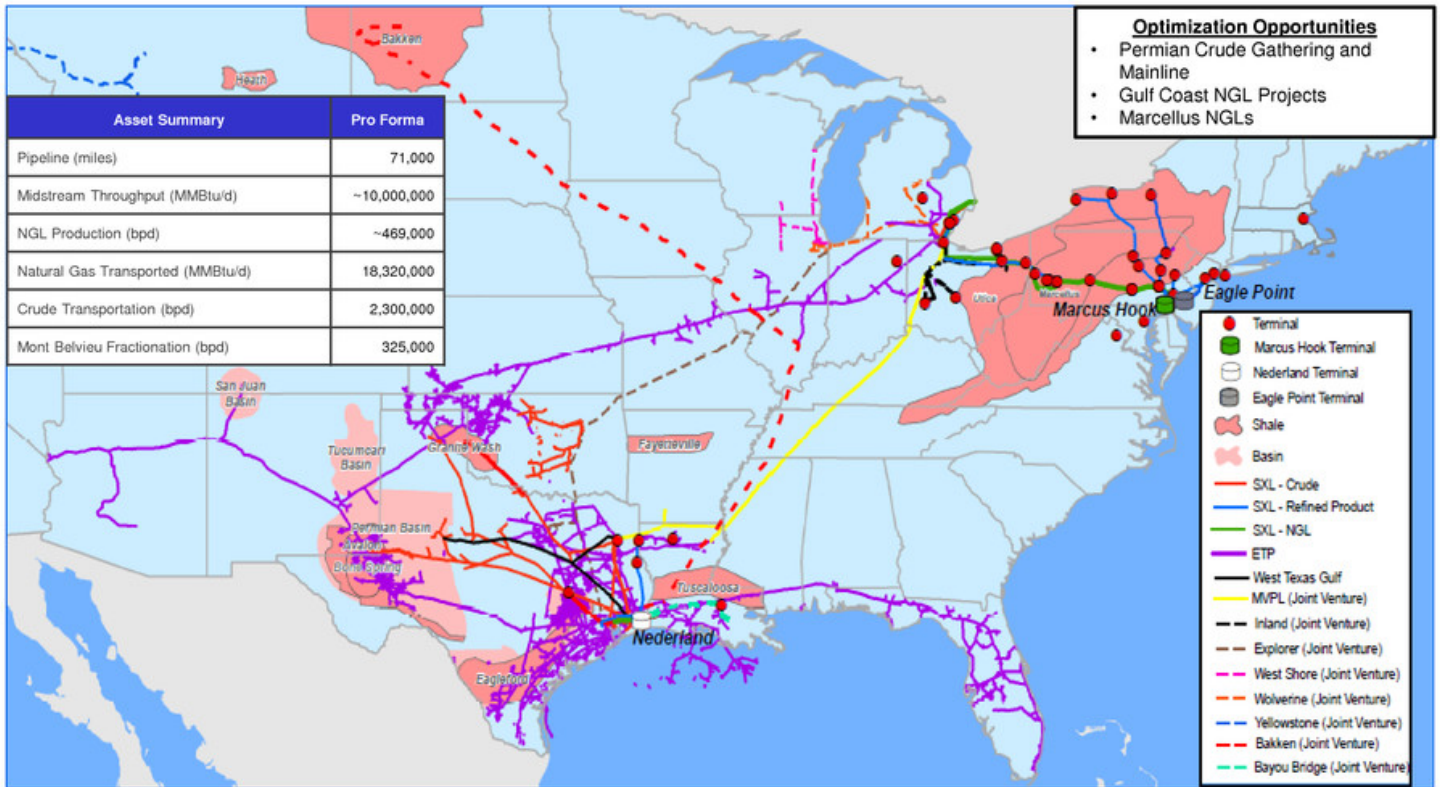 Optimization Opportunities
• Permian Crude Gathering and
Mainline
• Gulf Coast NGL Projects
• Marcellus NGLs
Bakken
Heath
Asset Summary Pro Forma
Pipeline (miles) 71,000
Midstream Throughput (MMBtu/d) ~10,000,000
NGL Production (bpd) ~469,000
Natural Gas Transported (MMBtu/d) 18,320,000
Crude Transportation (bpd) 2,300,000
Mont Belvieu Fractionation (bpd) 325,000
Utica
Marcellus
Marcus Hook
Eagle Point
San Juan
Basin
Tucumcari
Basin
Granite Wash
Fayetteville
Permian Basin
Avalon
Bone Spring
Tuscaloosa
Nederland
Eagleford
Terminal
Marcus Hook Terminal
Nederland Terminal
Eagle Point Terminal
Shale
Basin
SXL - Crude
SXL - Refined Product
SXL - NGL
ETP
West Texas Gulf
MVPL (Joint Venture)
Inland (Joint Venture)
Explorer (Joint Venture)
West Shore (Joint Venture)
Wolverine (Joint Venture)
Yellowstone (Joint Venture)
Bakken (Joint Venture)
Bayou Bridge (Joint Venture)